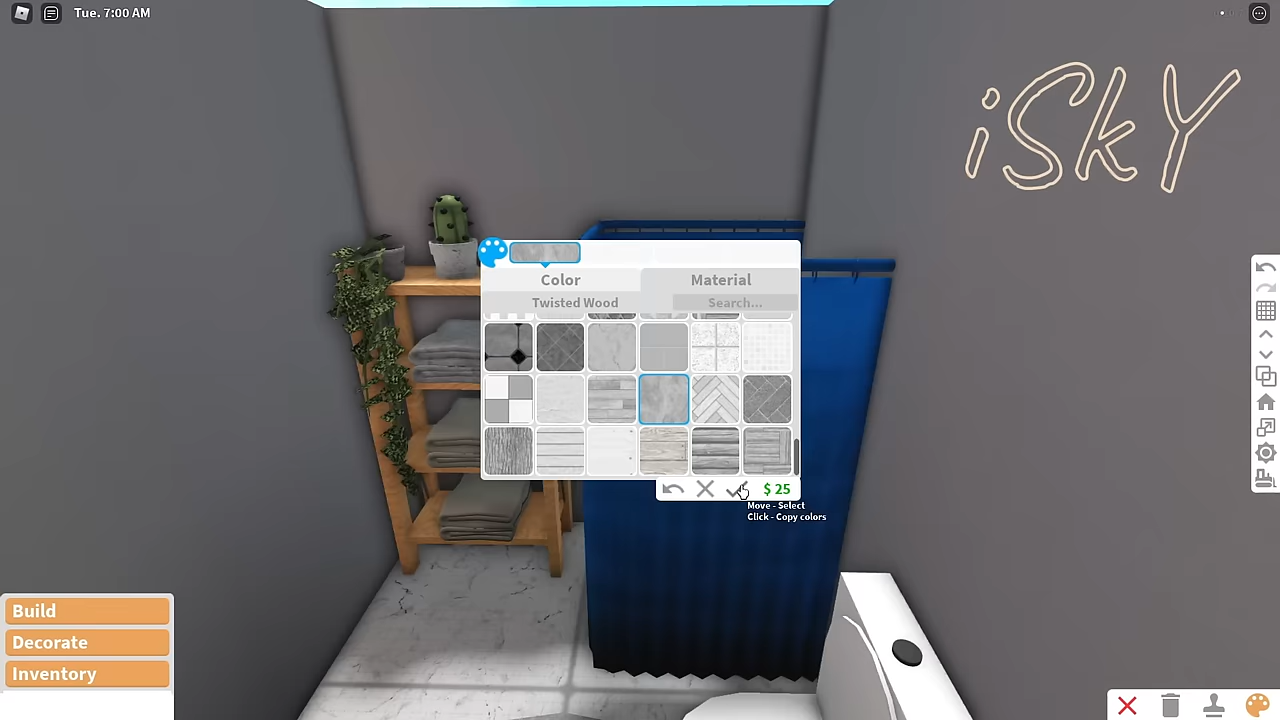 Tue. 7:00 AM
iSkY
Color
Material
Twisted Wood
Search...
$ 25
Move - Select
Click - Copy colors
Build
Decorate
Inventory